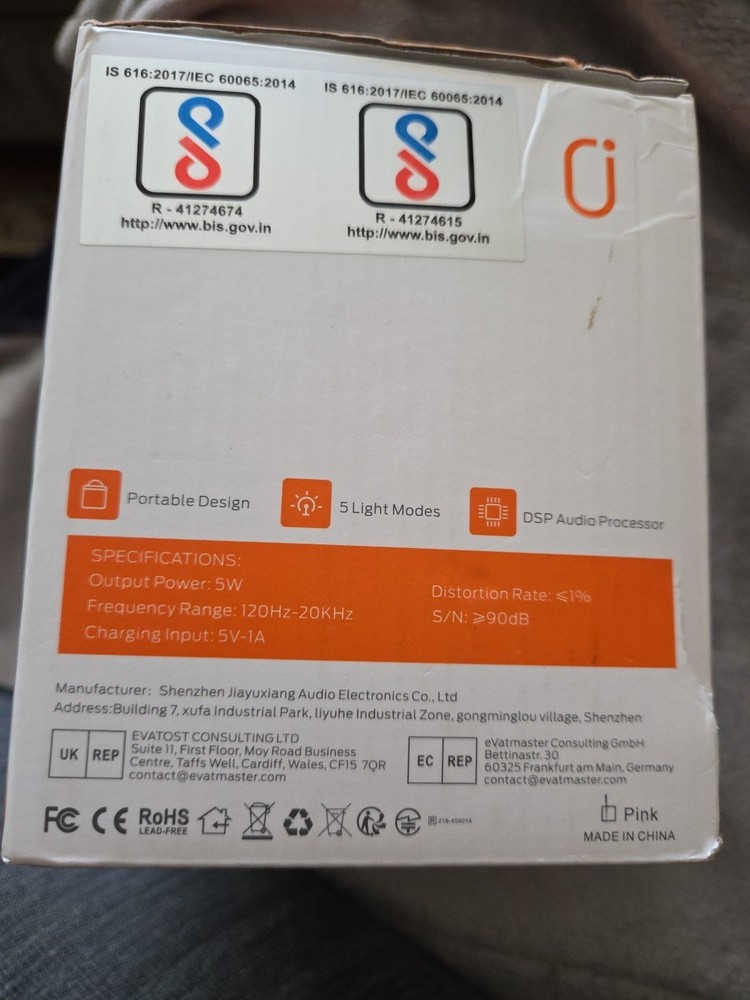 IS 616:2017/IEC 60065:2014
R - 41274674
http://www.bis.gov.in
IS 616:2017/IEC 60065:2014
R - 41274615
http://www.bis.gov.in
Portable Design
5 Light Modes
DSP Audio Processor
SPECIFICATIONS:
Output Power: 5W
Frequency Range: 120Hz-20KHz
Charging Input: 5V-1A
Distortion Rate: ≤1%
S/N: ≥90dB
Manufacturer: Shenzhen Jiayuxiang Audio Electronics Co., Ltd
Address:Building 7, xufa Industrial Park, liyuhe Industrial Zone, gongminglou village, Shenzhen
UK REP
EVATOST CONSULTING LTD
Suite 11, First Floor, Moy Road Business
Centre, Taffs Well, Cardiff, Wales, CF15 7QR
contact@evatmaster.com
EC REP
eVatmaster Consulting GmbH
Bettinastr. 30
60325 Frankfurt am Main, Germany
contact@evatmaster.com
FC CE RoHS
LEAD-FREE
Pink
MADE IN CHINA